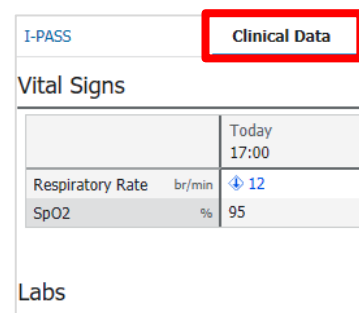 I-PASS Clinical Data
Vital Signs
Today
17:00
Respiratory Rate br/min 12
SpO2 % 95
Labs